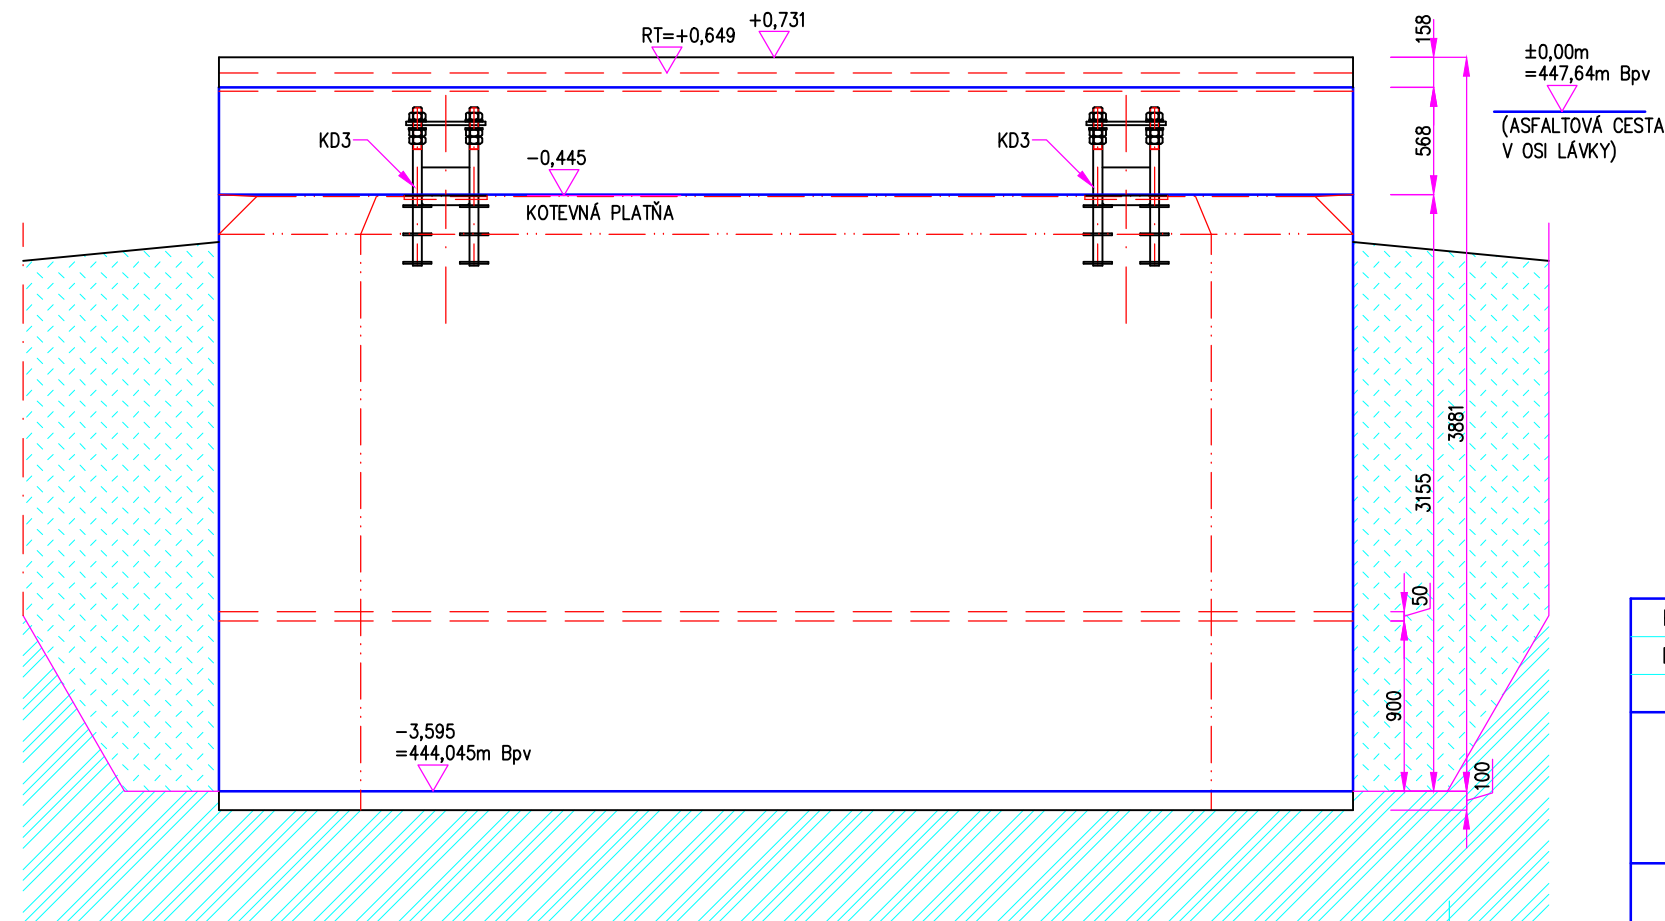 +0,731
RT=+0,649
158
±0,00m
=447,64m Bpv
(ASFALTOVÁ CESTA
V OSI LÁVKY)
568
KD3
KD3
-0,445
KOTEVNÁ PLATŇA
3881
3155
50
900
-3,595
=444,045m Bpv
100